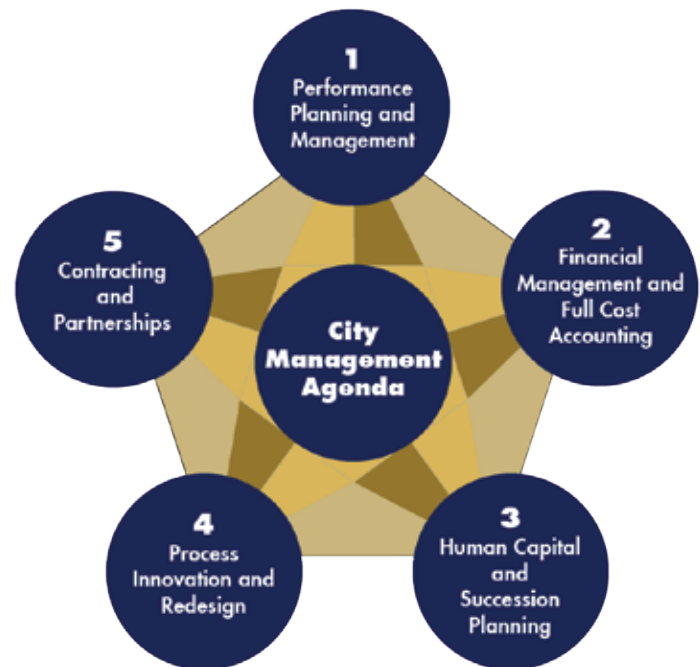 1
Performance
Planning and
Management
2
Financial
Management and
Full Cost
Accounting
3
Human Capital
and
Succession
Planning
4
Process
Innovation and
Redesign
5
Contracting
and
Partnerships
City
Management
Agenda